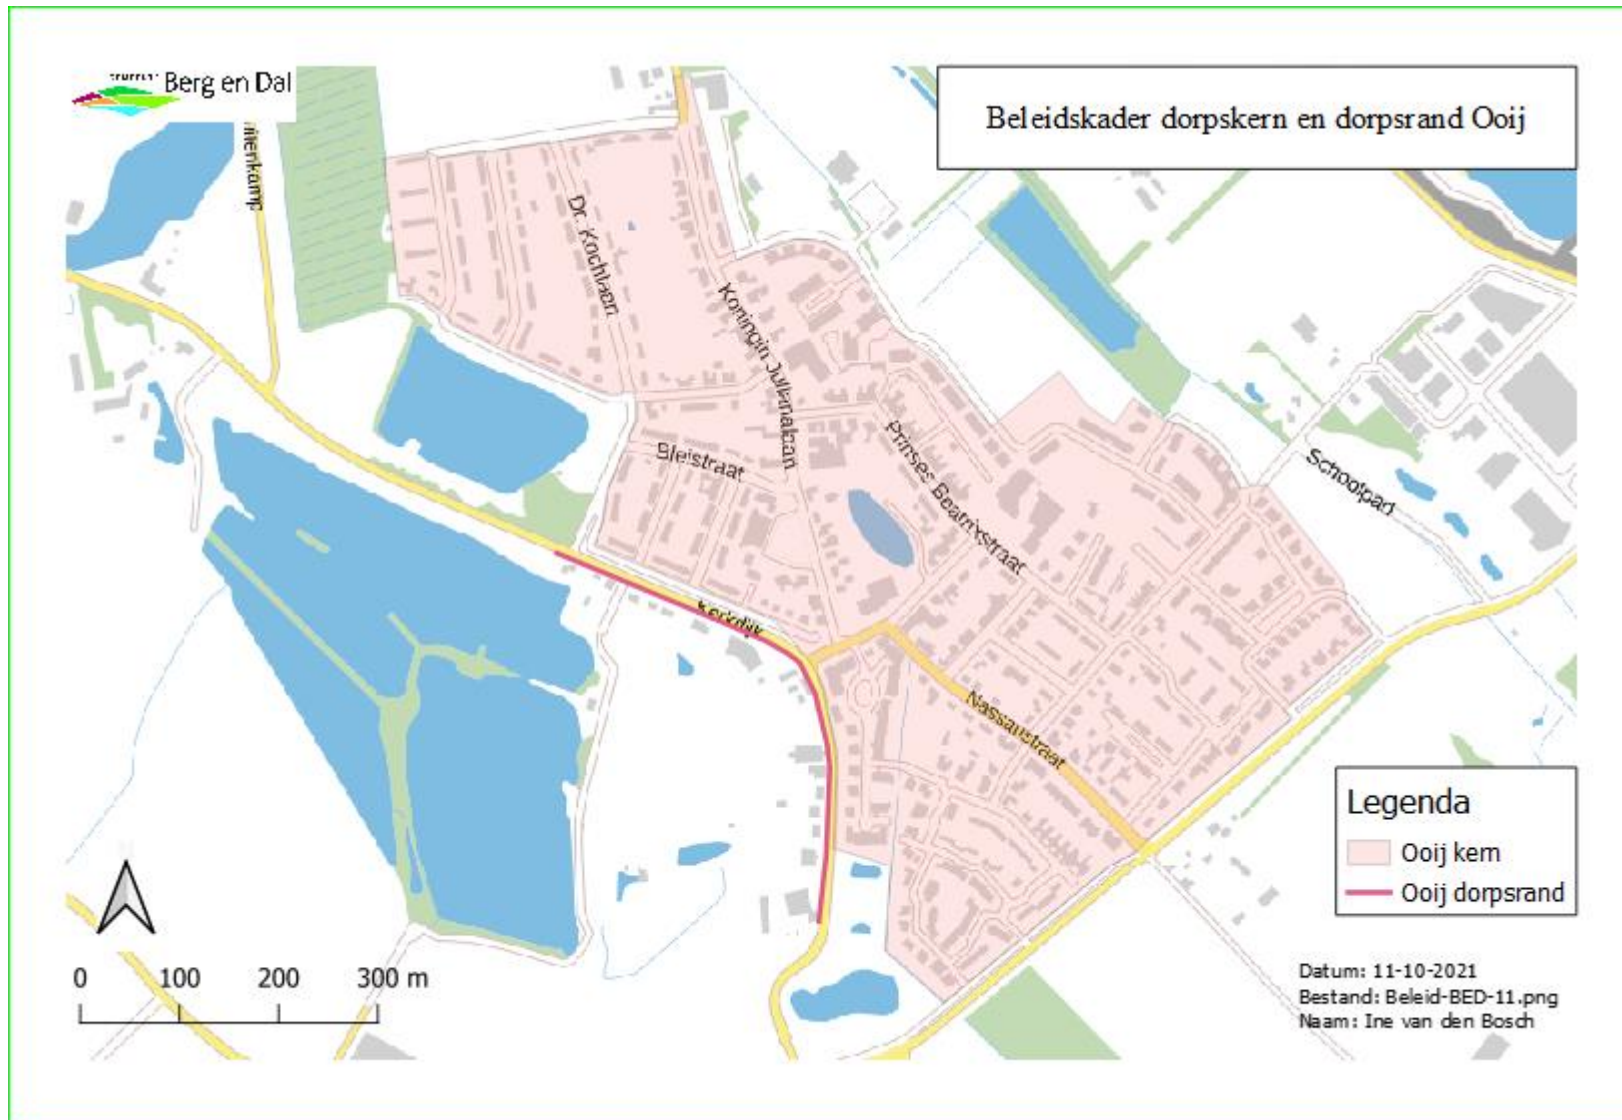 Berg en Dal
Beleidskader dorpskern en dorpsrand Ooij
Dr. Kochlaan
Koningin Julianalaan
Prinses Beatrixstraat
Bleistraat
Schoolpad
Kerkdijk
Nassaustraat
Legenda
Ooij kern
Ooij dorpsrand
0 100 200 300 m
Datum: 11-10-2021
Bestand: Beleid-BED-11.png
Naam: Ine van den Bosch